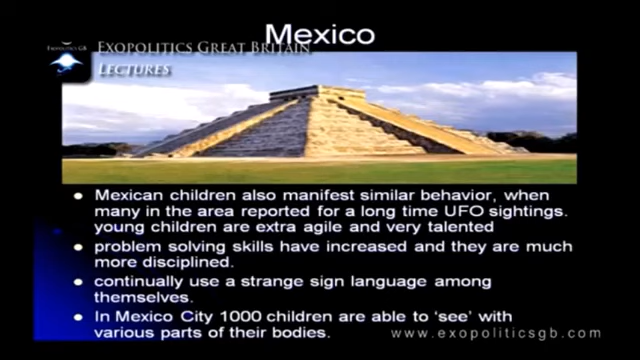 Mexico
EXOPOLITICS GREAT BRITAIN
LECTURES
EXOPOLITICS GB
Mexican children also manifest similar behavior, when
many in the area reported for a long time UFO sightings.
young children are extra agile and very talented
problem solving skills have increased and they are much
more disciplined.
continually use a strange sign language among
themselves.
In Mexico City 1000 children are able to ‘see’ with
various parts of their bodies.
www.exopoliticsgb.com